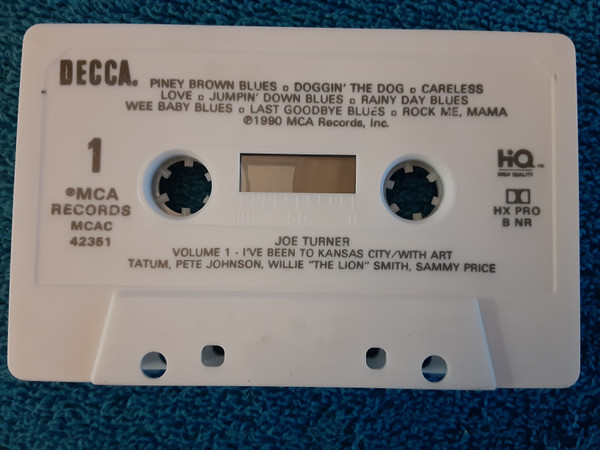 DECCA.
PINEY BROWN BLUES ▫ DOGGIN' THE DOG ▫ CARELESS
LOVE ▫ JUMPIN' DOWN BLUES ▫ RAINY DAY BLUES
WEE BABY BLUES ▫ LAST GOODBYE BLUES ▫ ROCK ME, MAMA
℗1990 MCA Records, Inc.
1
®MCA
RECORDS
MCAC
42351
HiQ™
HIGH QUALITY
HX PRO
B NR
JOE TURNER
VOLUME 1 - I'VE BEEN TO KANSAS CITY/WITH ART
TATUM, PETE JOHNSON, WILLIE "THE LION" SMITH, SAMMY PRICE